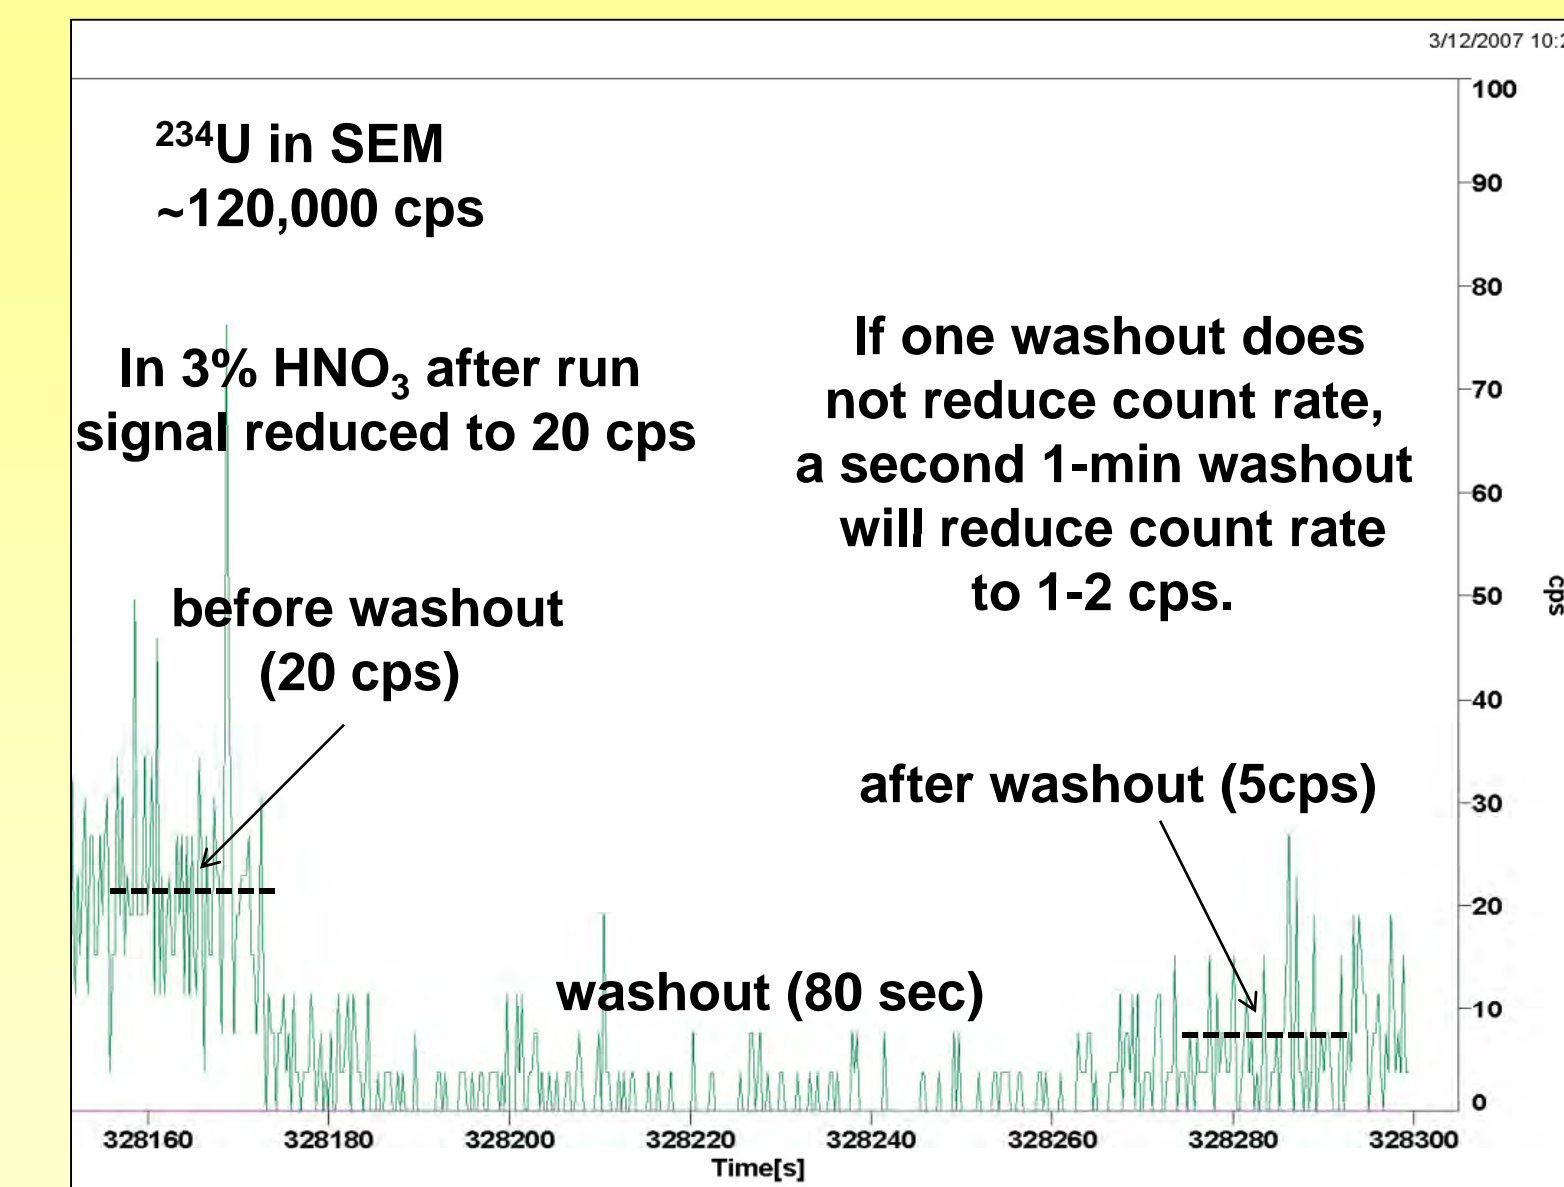 3/12/2007 10:2
²³⁴U in SEM
~120,000 cps
In 3% HNO₃ after run
signal reduced to 20 cps
If one washout does
not reduce count rate,
a second 1-min washout
will reduce count rate
to 1-2 cps.
before washout
(20 cps)
after washout (5cps)
washout (80 sec)
100
90
80
70
60
50
40
30
20
10
0
cps
328160 328180 328200 328220 328240 328260 328280 328300
Time[s]